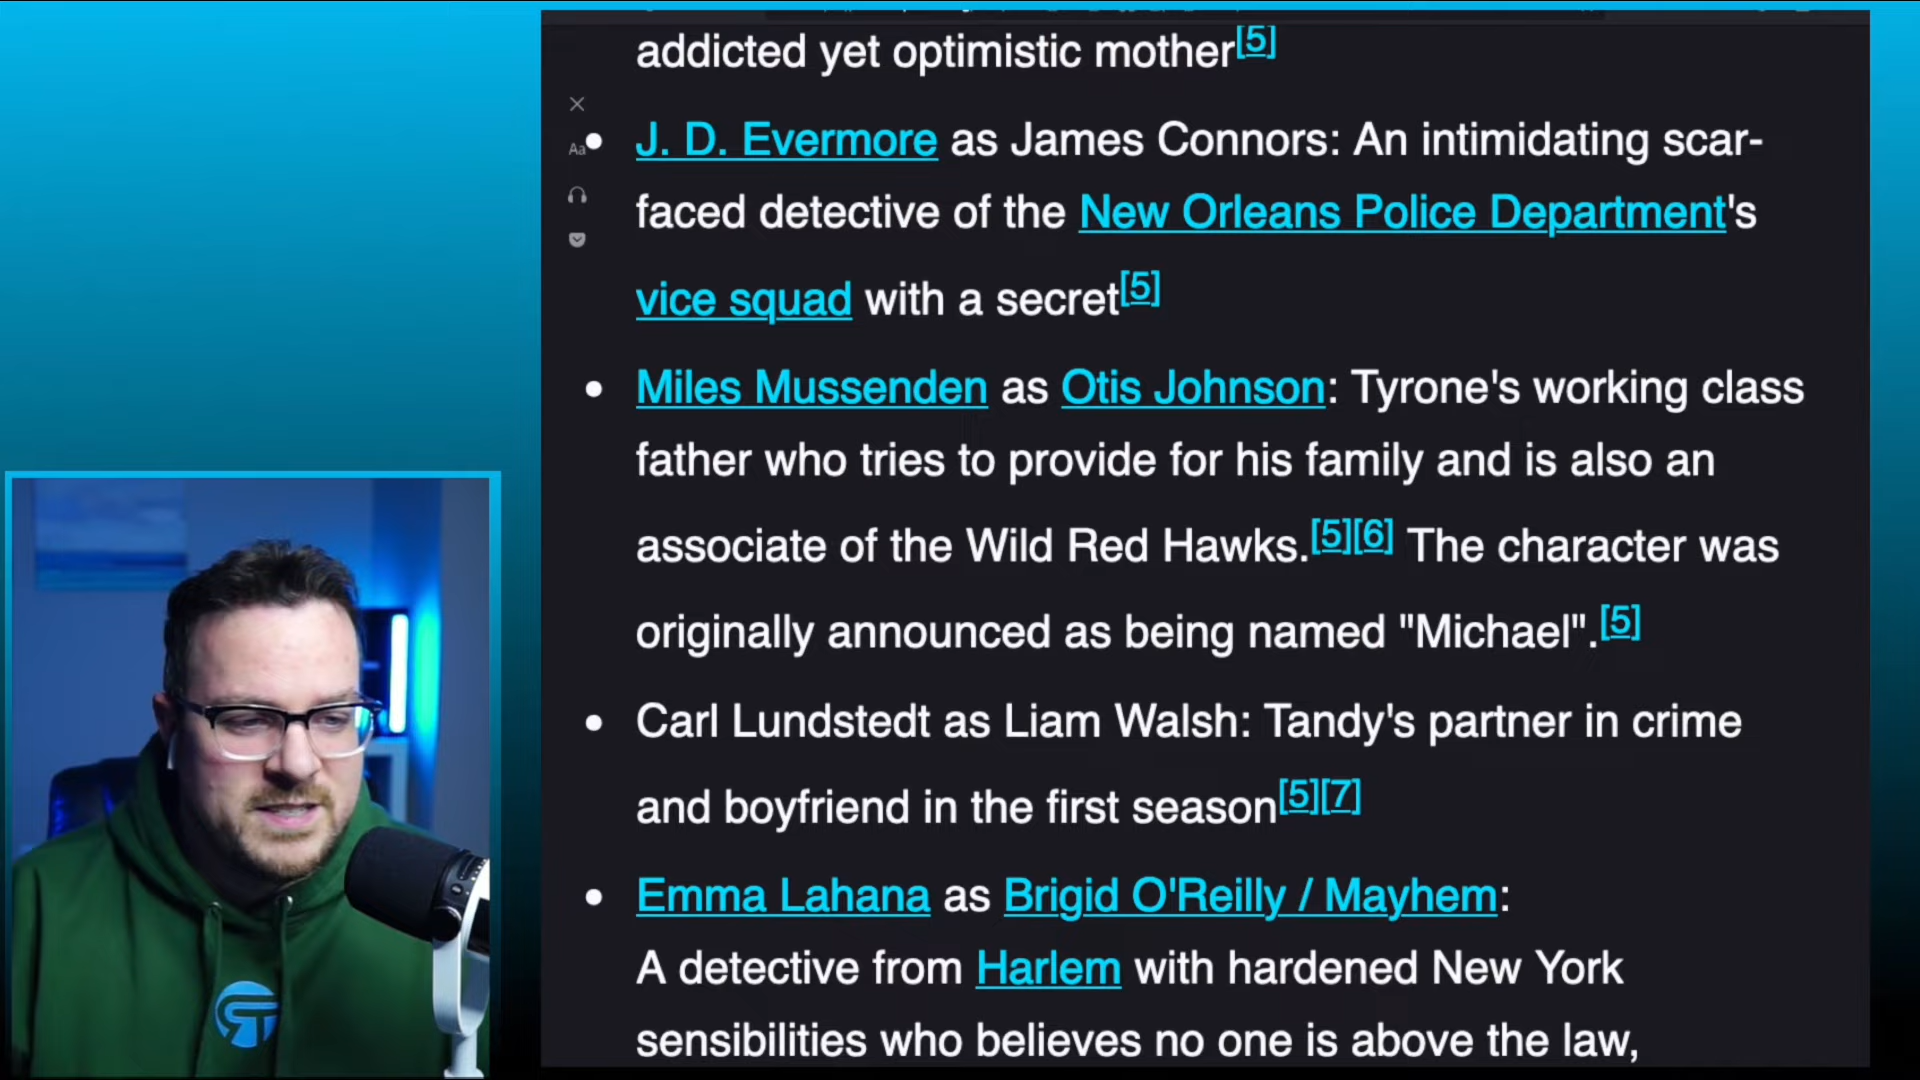 addicted yet optimistic mother[5]
Aa
• J. D. Evermore as James Connors: An intimidating scar-
faced detective of the New Orleans Police Department's
vice squad with a secret[5]
• Miles Mussenden as Otis Johnson: Tyrone's working class
father who tries to provide for his family and is also an
associate of the Wild Red Hawks.[5][6] The character was
originally announced as being named "Michael".[5]
• Carl Lundstedt as Liam Walsh: Tandy's partner in crime
and boyfriend in the first season[5][7]
• Emma Lahana as Brigid O'Reilly / Mayhem:
A detective from Harlem with hardened New York
sensibilities who believes no one is above the law,